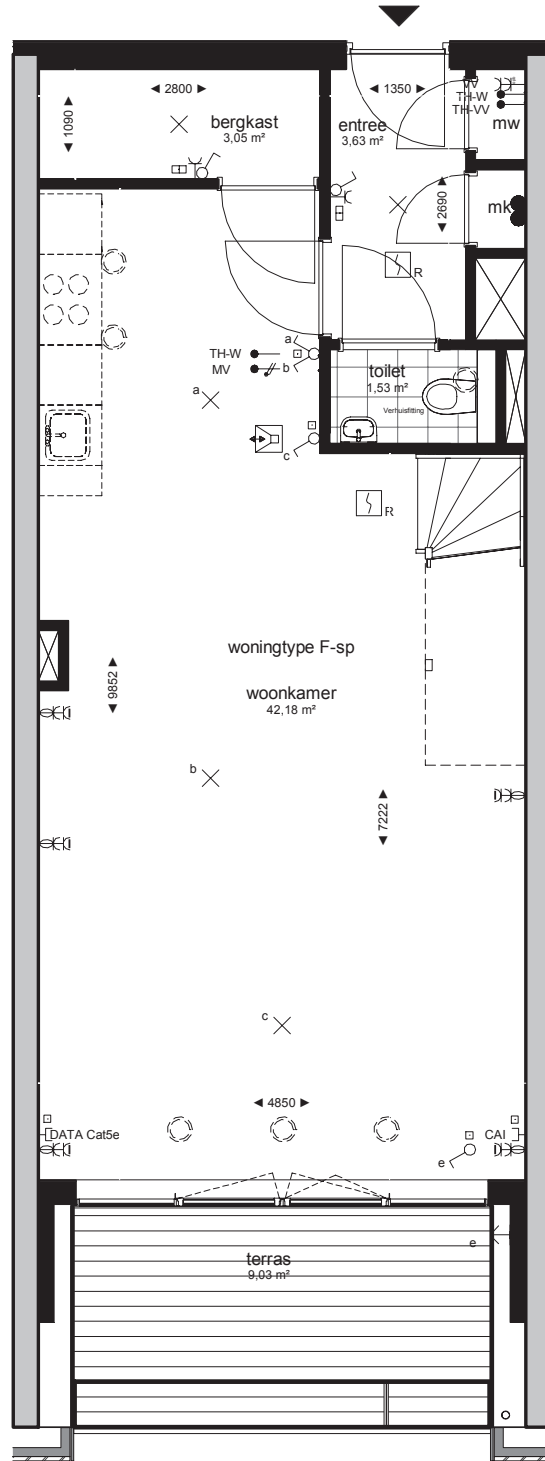 2800
1350
1090
bergkast
3,05 m²
entree
3,63 m²
VV
TH-W
TH-VV
mw
2690
mk
R
a
TH-W
MV
b
a
c
toilet
1,53 m²
Verhuisfitting
R
woningtype F-sp
woonkamer
42,18 m²
9852
b
7222
c
4850
DATA Cat5e
CAI
e
e
terras
9,03 m²